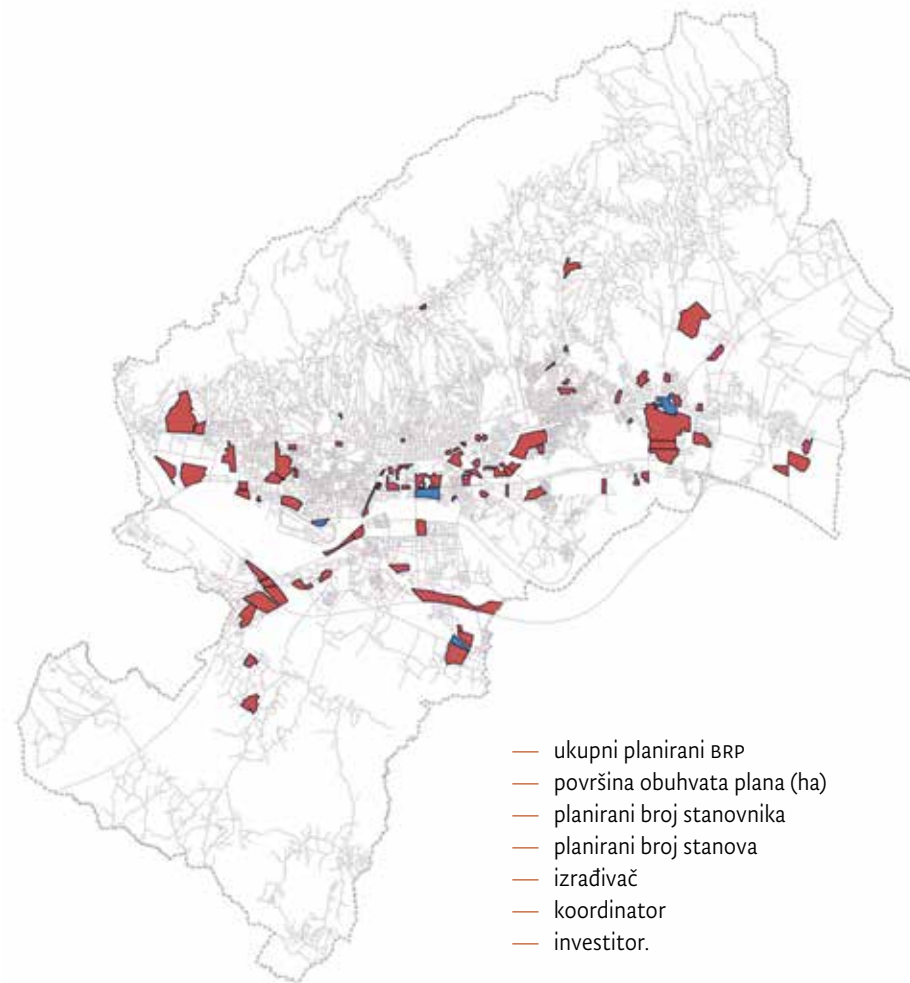 — ukupni planirani BRP
— površina obuhvata plana (ha)
— planirani broj stanovnika
— planirani broj stanova
— izrađivač
— koordinator
— investitor.